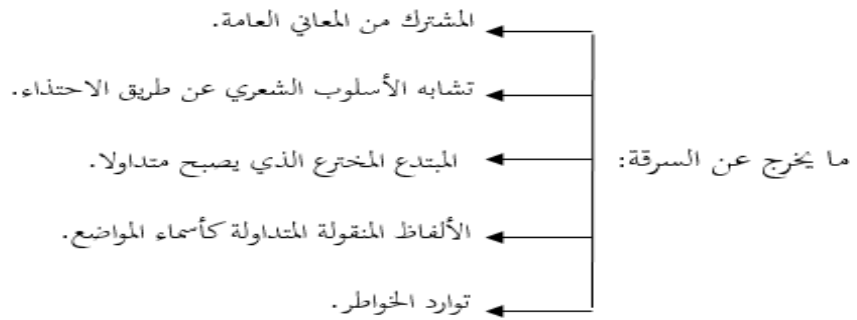 ما يخرج عن السرقة:
المشترك من المعاني العامة.
تشابه الأسلوب الشعري عن طريق الاحتذاء.
المبتدع المخترع الذي يصبح متداولا.
الألفاظ المنقولة المتداولة كأسماء المواضع.
توارد الخواطر.